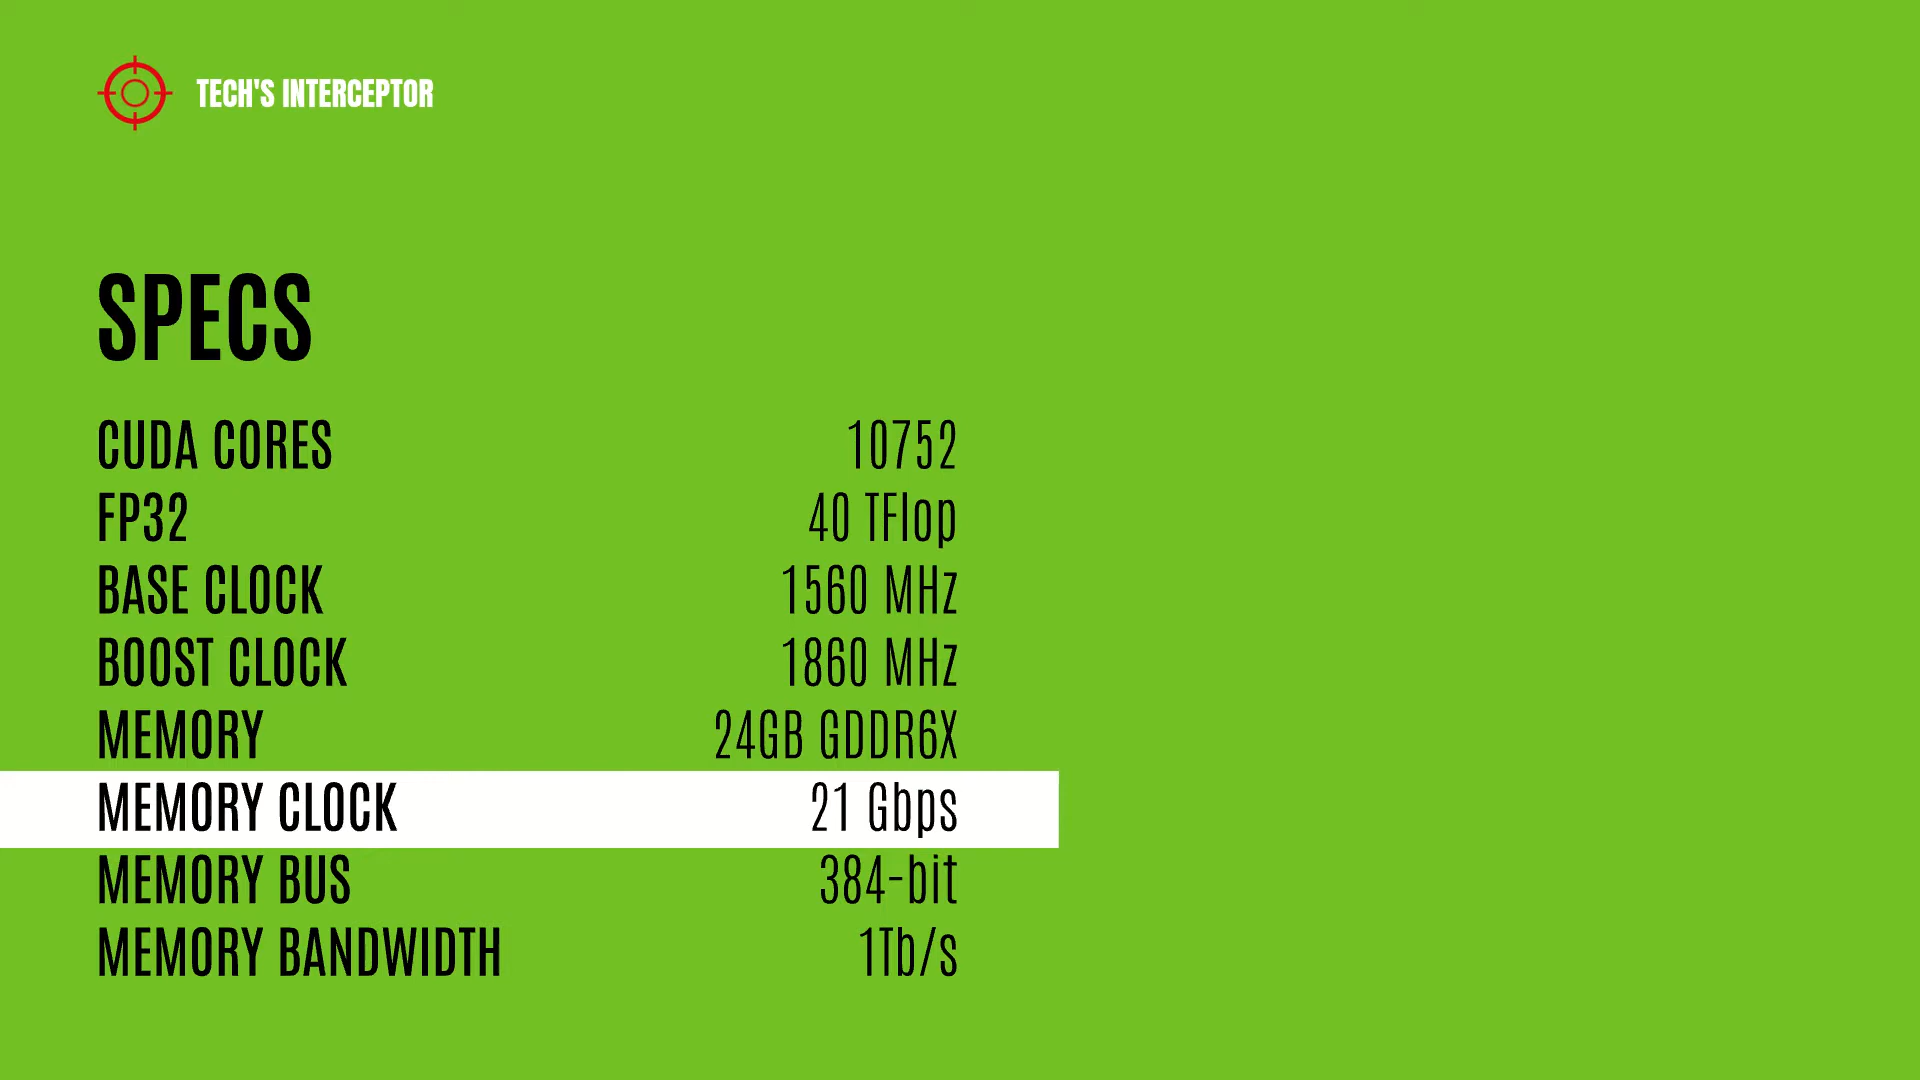 TECH'S INTERCEPTOR
SPECS
CUDA CORES 10752
FP32 40 TFlop
BASE CLOCK 1560 MHz
BOOST CLOCK 1860 MHz
MEMORY 24GB GDDR6X
MEMORY CLOCK 21 Gbps
MEMORY BUS 384-bit
MEMORY BANDWIDTH 1Tb/s